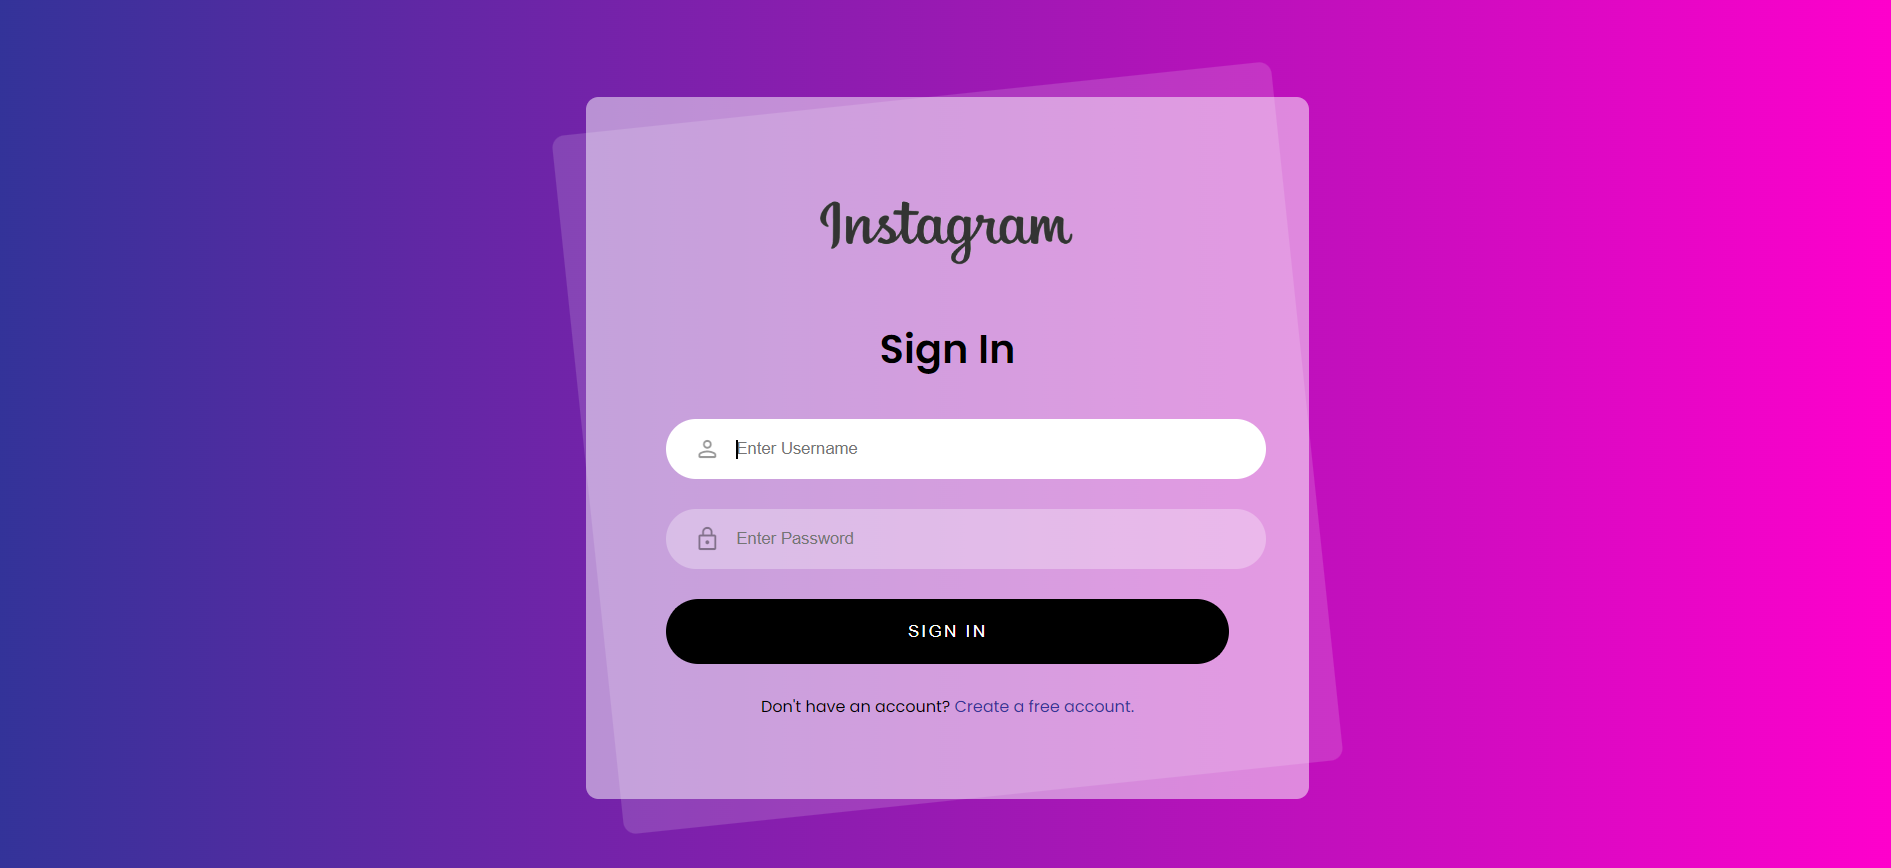 Instagram
Sign In
Enter Username
Enter Password
SIGN IN
Don't have an account? Create a free account.